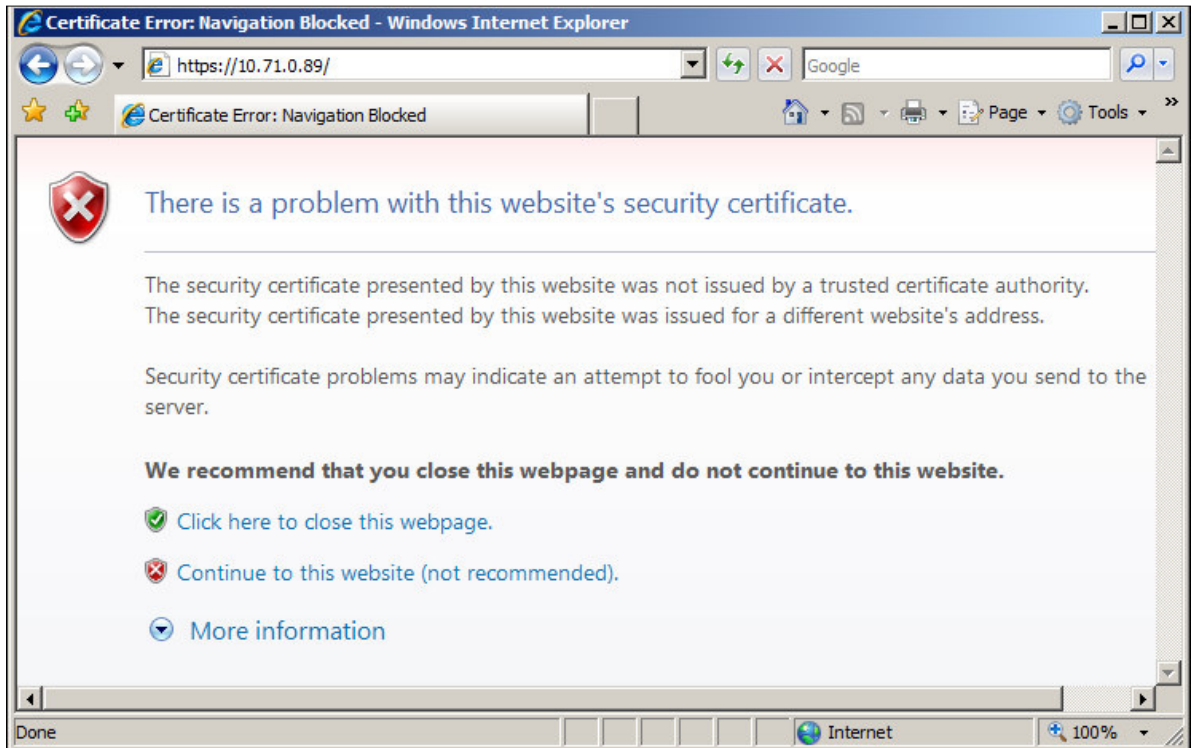 Certificate Error: Navigation Blocked - Windows Internet Explorer
https://10.71.0.89/
Google
Certificate Error: Navigation Blocked
Page
Tools
»
There is a problem with this website's security certificate.
The security certificate presented by this website was not issued by a trusted certificate authority.
The security certificate presented by this website was issued for a different website's address.
Security certificate problems may indicate an attempt to fool you or intercept any data you send to the
server.
We recommend that you close this webpage and do not continue to this website.
Click here to close this webpage.
Continue to this website (not recommended).
More information
Done
Internet
100%